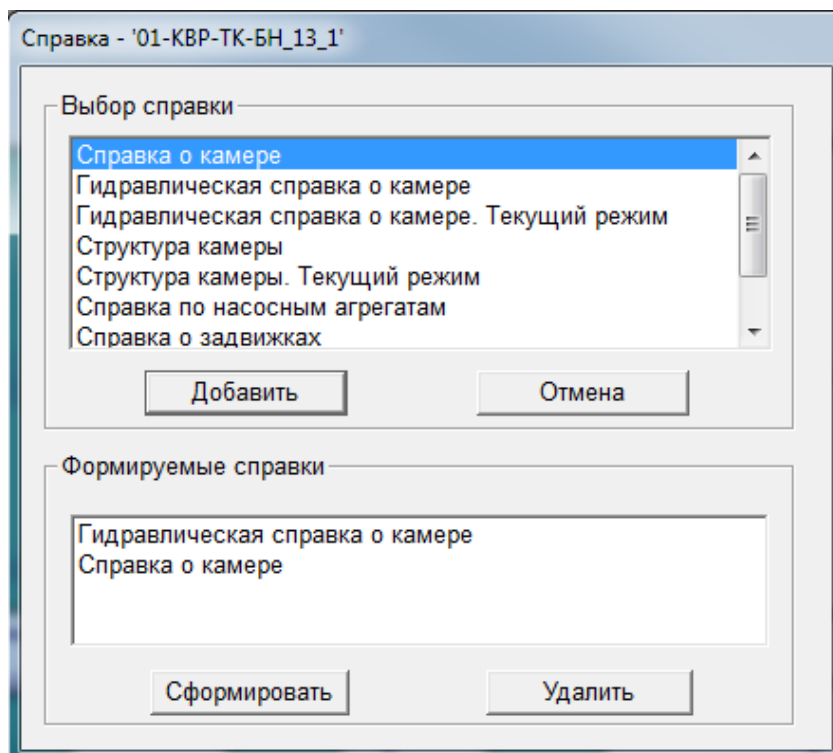 Справка - '01-КВР-ТК-БН_13_1'
Выбор справки
Справка о камере
Гидравлическая справка о камере
Гидравлическая справка о камере. Текущий режим
Структура камеры
Структура камеры. Текущий режим
Справка по насосным агрегатам
Справка о задвижках
Добавить
Отмена
Формируемые справки
Гидравлическая справка о камере
Справка о камере
Сформировать
Удалить